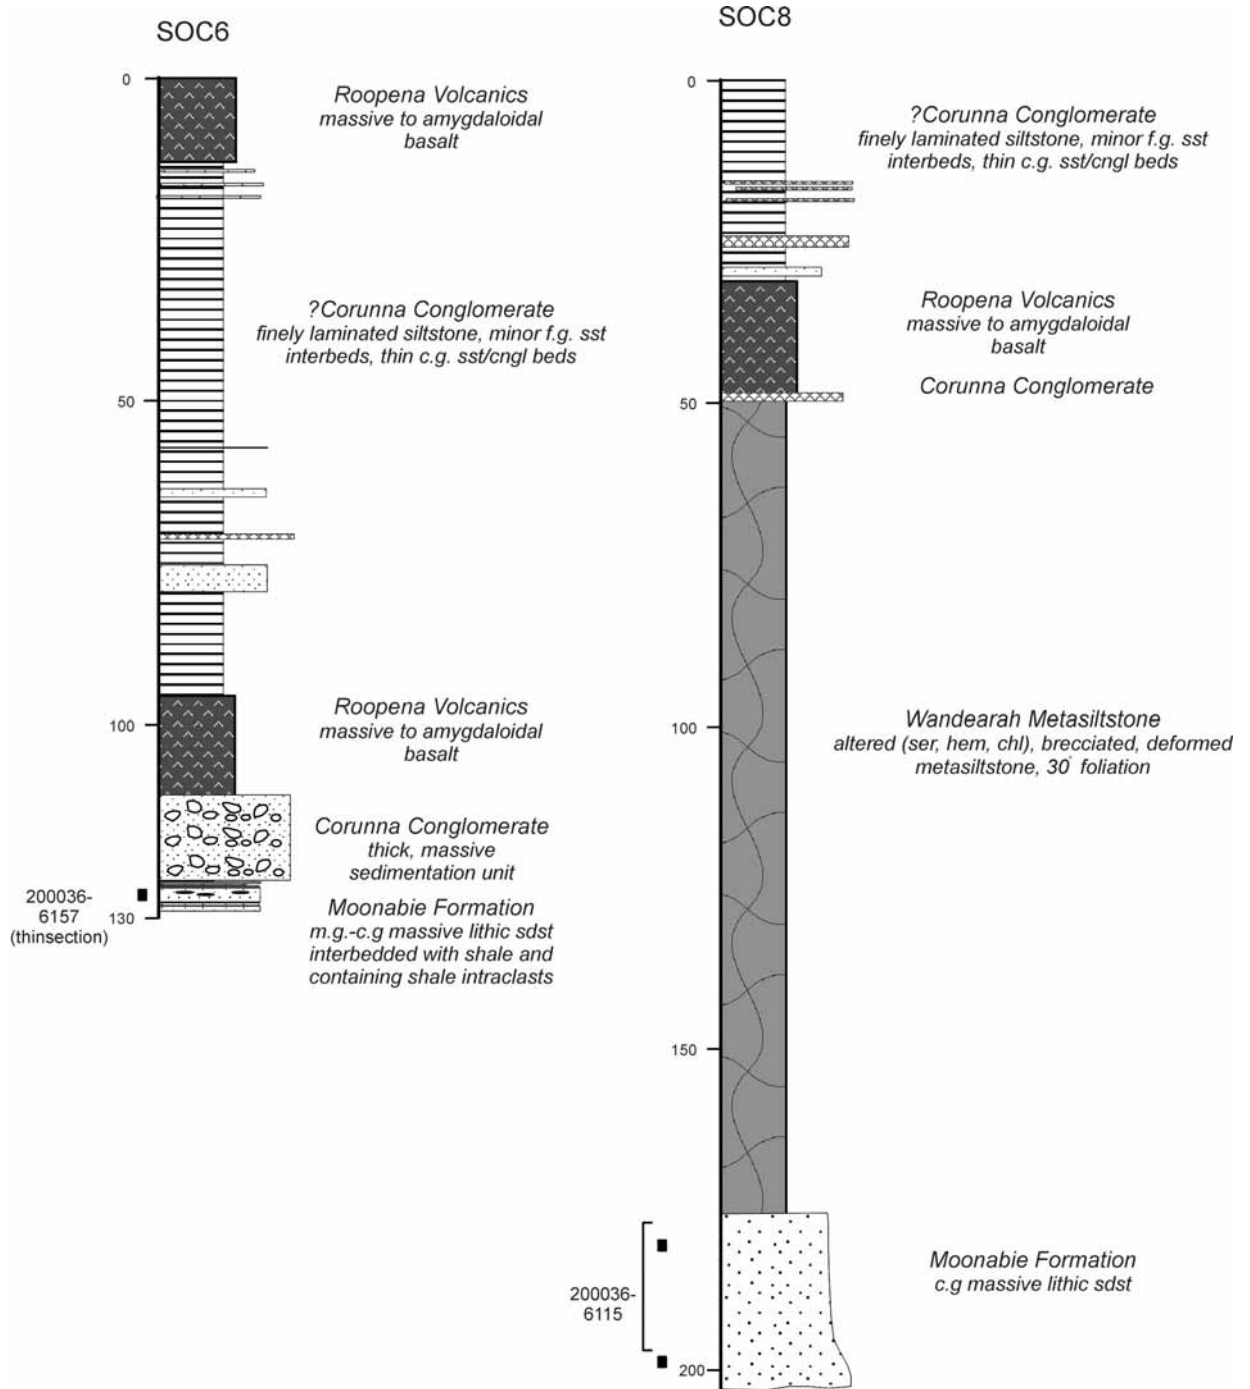 SOC6
0
Roopena Volcanics
massive to amygdaloidal
basalt
?Corunna Conglomerate
finely laminated siltstone, minor f.g. sst
interbeds, thin c.g. sst/cngl beds
50
100
Roopena Volcanics
massive to amygdaloidal
basalt
Corunna Conglomerate
thick, massive
sedimentation unit
200036-
6157
(thinsection)
130
Moonabie Formation
m.g.-c.g massive lithic sdst
interbedded with shale and
containing shale intraclasts
SOC8
0
?Corunna Conglomerate
finely laminated siltstone, minor f.g. sst
interbeds, thin c.g. sst/cngl beds
Roopena Volcanics
massive to amygdaloidal
basalt
Corunna Conglomerate
50
100
Wandearah Metasiltstone
altered (ser, hem, chl), brecciated, deformed
metasiltstone, 30° foliation
150
200036-
6115
Moonabie Formation
c.g massive lithic sdst
200